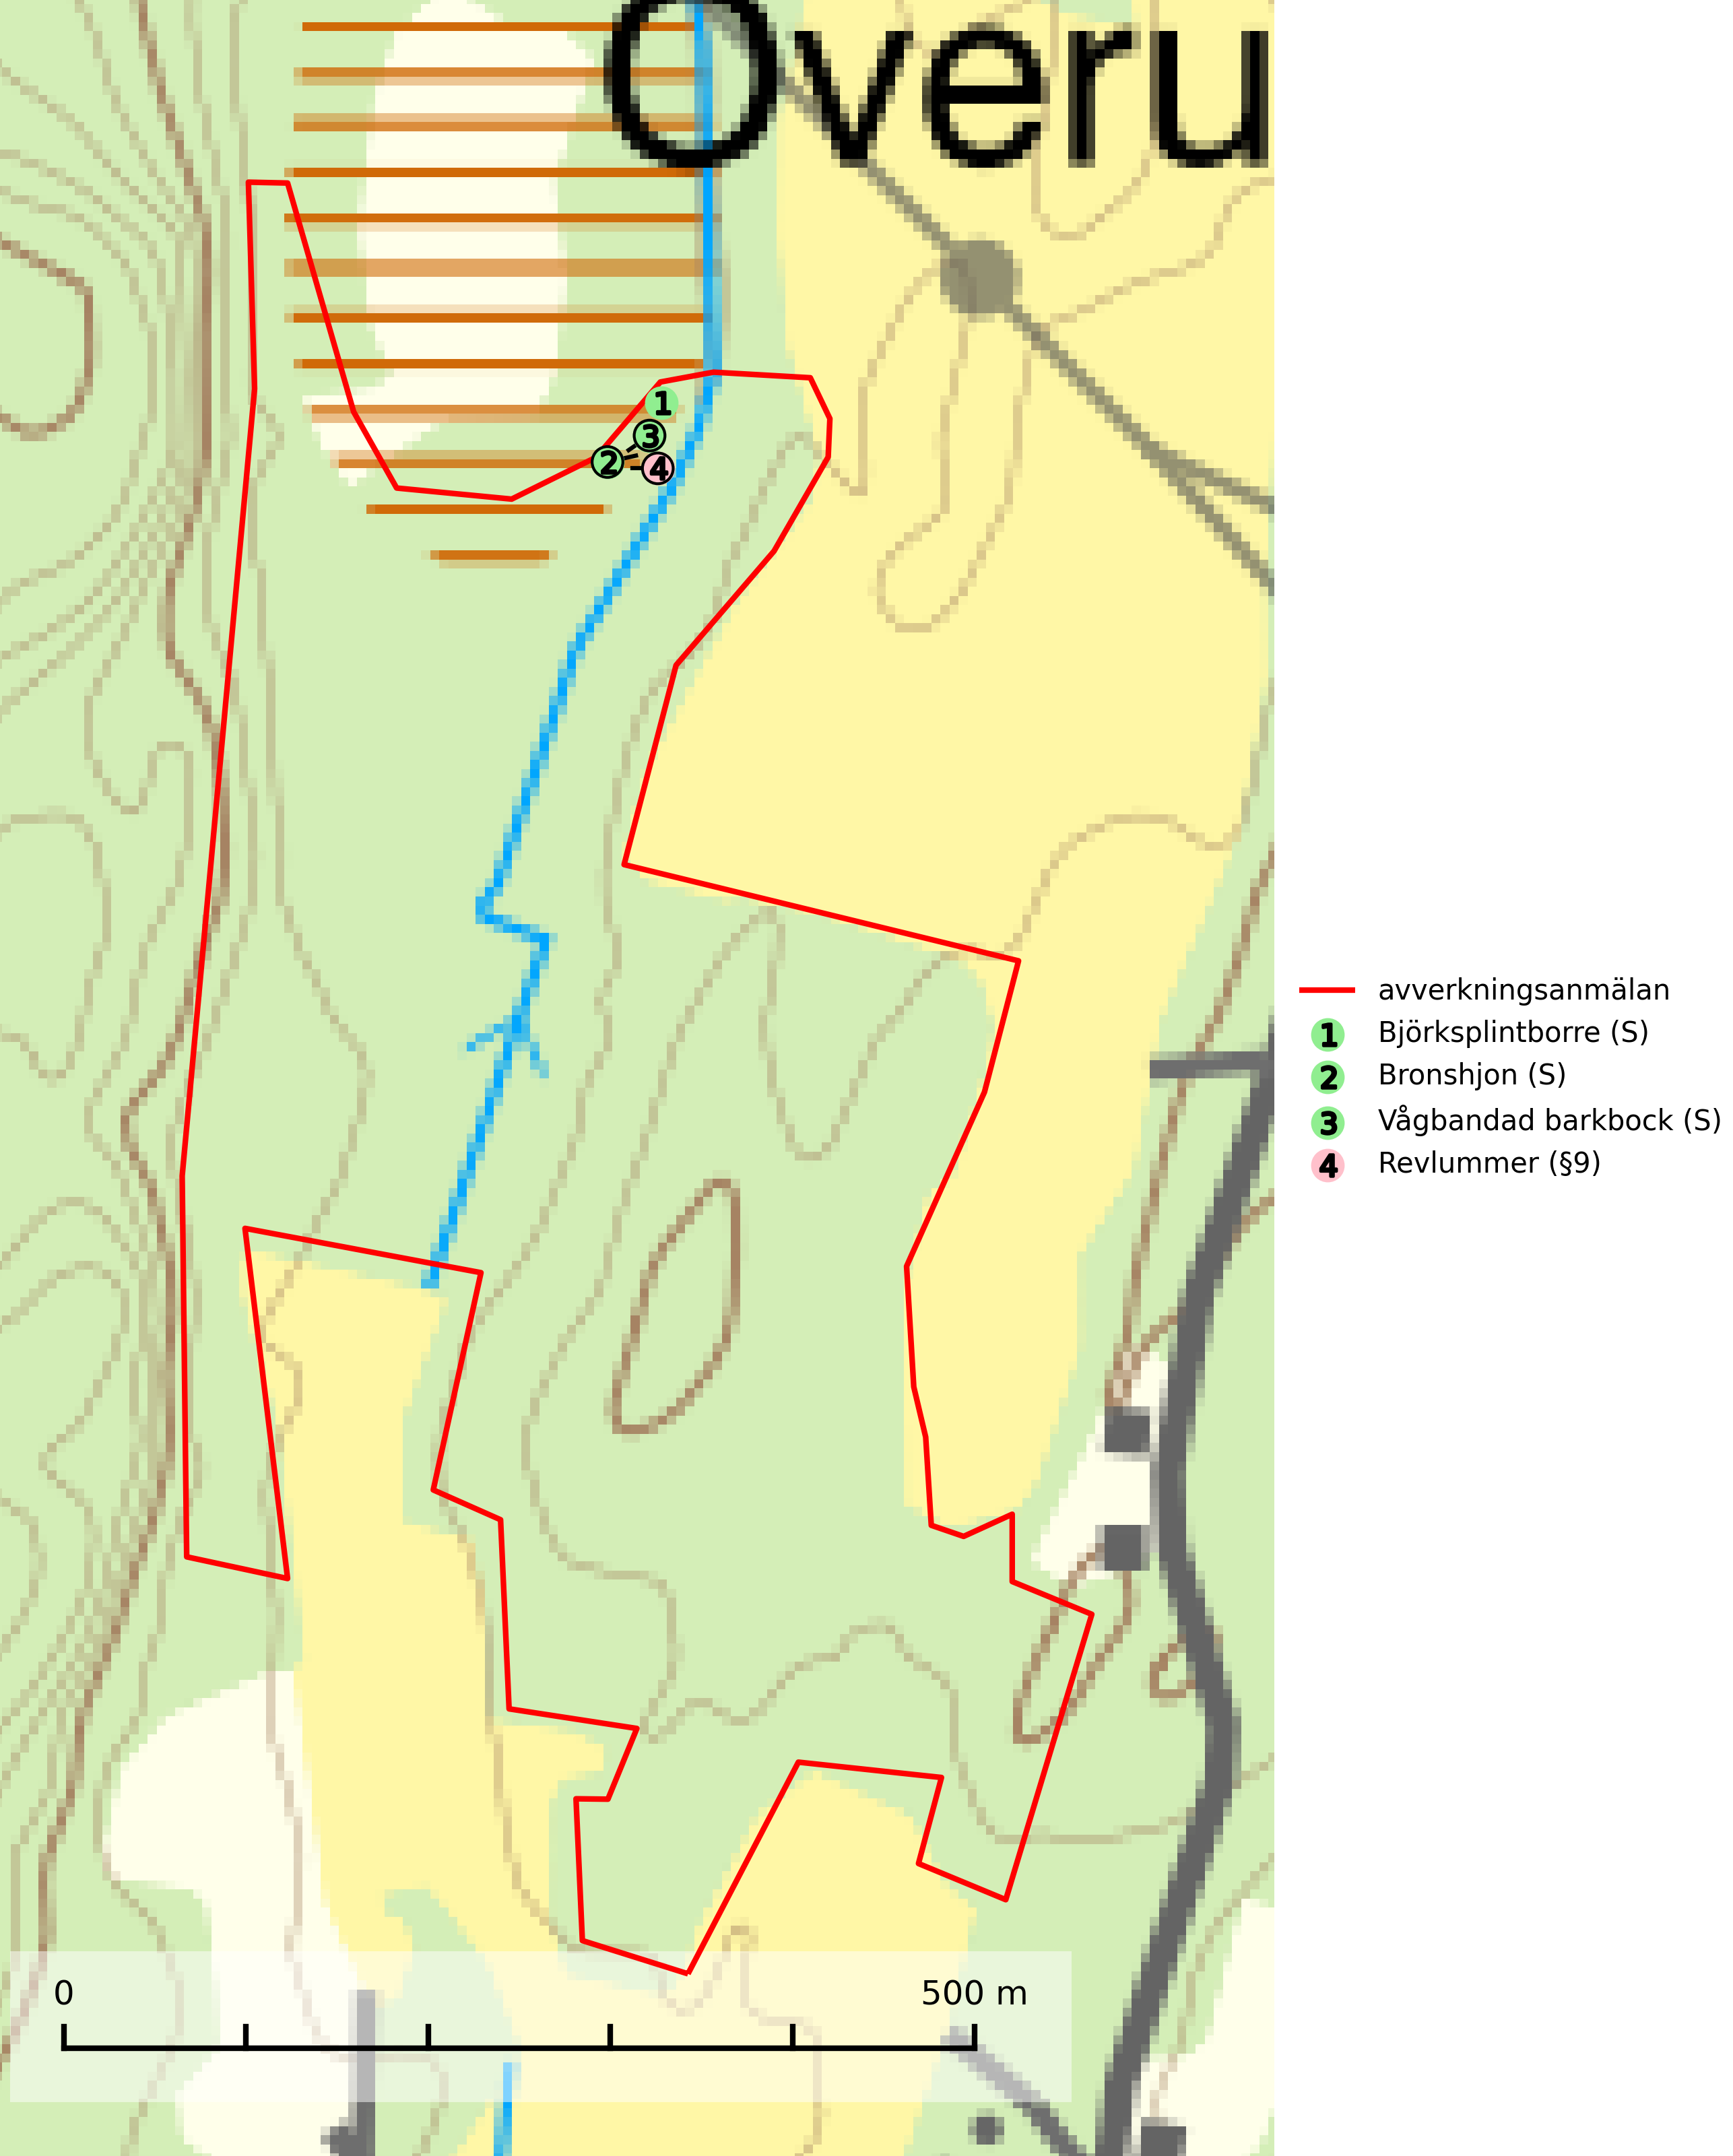 Överu
1
3
2
4
avverkningsanmälan
1 Björksplintborre (S)
2 Bronshjon (S)
3 Vågbandad barkbock (S)
4 Revlummer (§9)
0 500 m